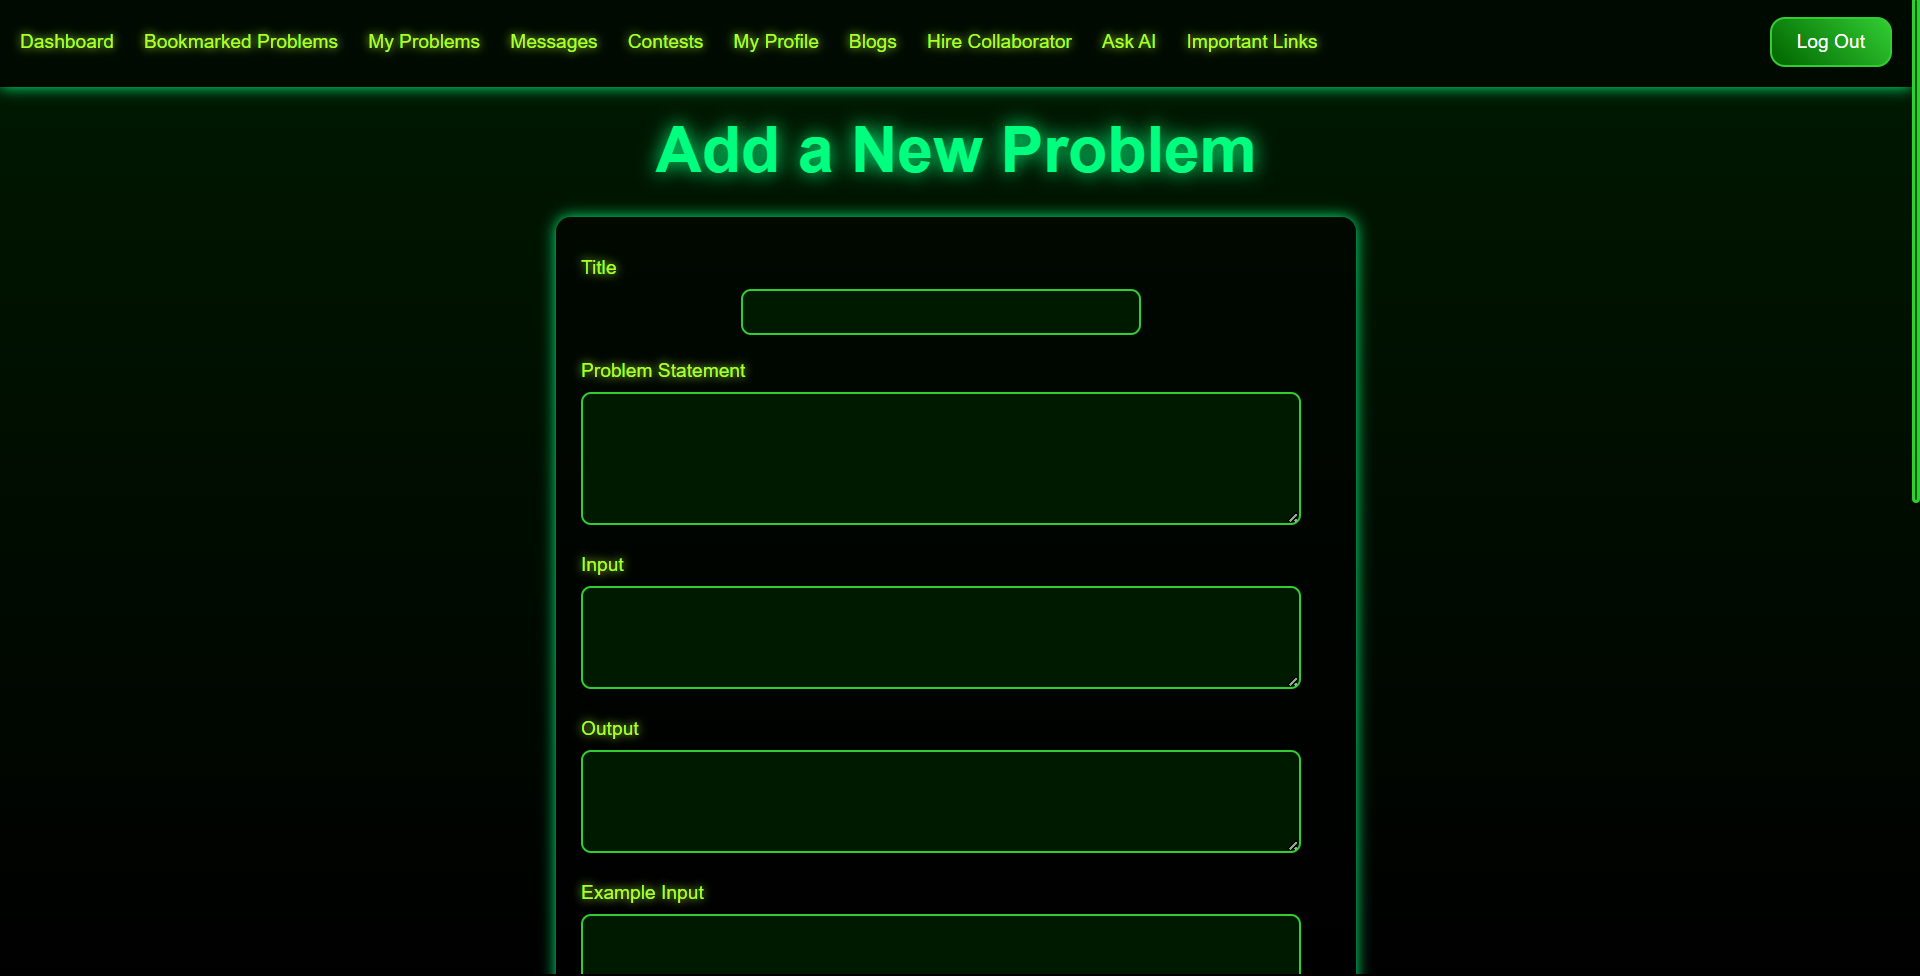 Dashboard Bookmarked Problems My Problems Messages Contests My Profile Blogs Hire Collaborator Ask AI Important Links Log Out
Add a New Problem
Title
Problem Statement
Input
Output
Example Input